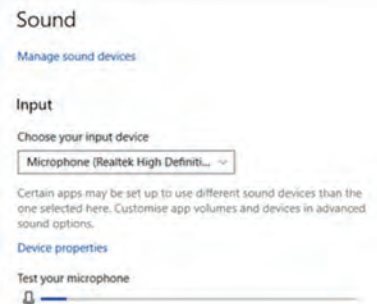 Sound
Manage sound devices
Input
Choose your input device
Microphone (Realtek High Definiti...
Certain apps may be set up to use different sound devices than the
one selected here. Customise app volumes and devices in advanced
sound options.
Device properties
Test your microphone